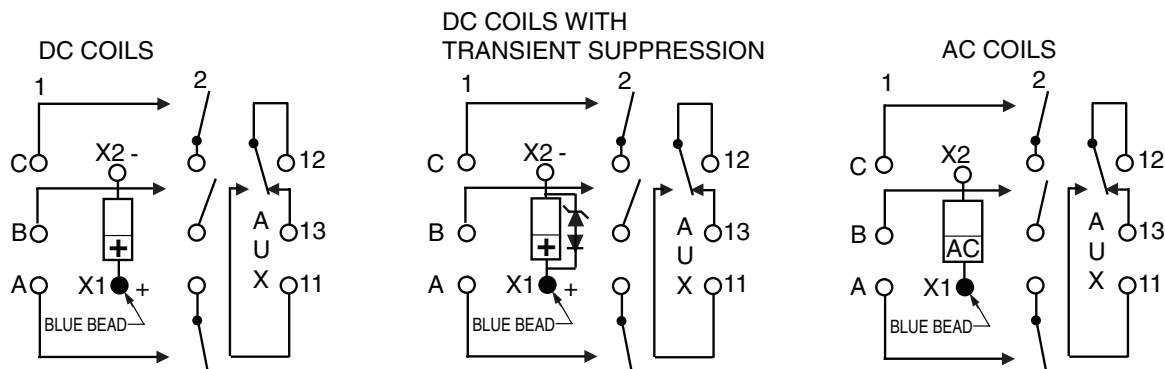 DC COILS
1
2
C
X2 -
12
B
+
A
U
X
13
A
X1
+
11
BLUE BEAD
DC COILS WITH
TRANSIENT SUPPRESSION
1
2
C
X2 -
12
B
+
A
U
X
13
A
X1
+
11
BLUE BEAD
AC COILS
1
2
C
X2
12
B
AC
A
U
X
13
A
X1
11
BLUE BEAD